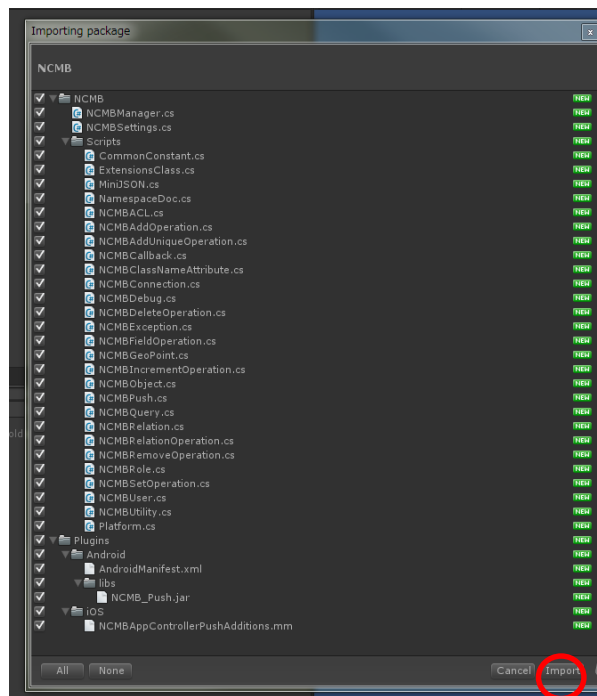 Importing package
x
NCMB
NCMB NEW
NCMBManager.cs NEW
NCMBSettings.cs NEW
Scripts NEW
CommonConstant.cs NEW
ExtensionsClass.cs NEW
MiniJSON.cs NEW
NamespaceDoc.cs NEW
NCMBACL.cs NEW
NCMBAddOperation.cs NEW
NCMBAddUniqueOperation.cs NEW
NCMBCallback.cs NEW
NCMBClassNameAttribute.cs NEW
NCMBConnection.cs NEW
NCMBDebug.cs NEW
NCMBDeleteOperation.cs NEW
NCMBException.cs NEW
NCMBFieldOperation.cs NEW
NCMBGeoPoint.cs NEW
NCMBIncrementOperation.cs NEW
NCMBObject.cs NEW
NCMBPush.cs NEW
NCMBQuery.cs NEW
NCMBRelation.cs NEW
NCMBRelationOperation.cs NEW
NCMBRemoveOperation.cs NEW
NCMBRole.cs NEW
NCMBSetOperation.cs NEW
NCMBUser.cs NEW
NCMBUtility.cs NEW
Platform.cs NEW
Plugins NEW
Android NEW
AndroidManifest.xml NEW
libs NEW
NCMB_Push.jar NEW
iOS NEW
NCMBAppControllerPushAdditions.mm NEW
All None Cancel Import